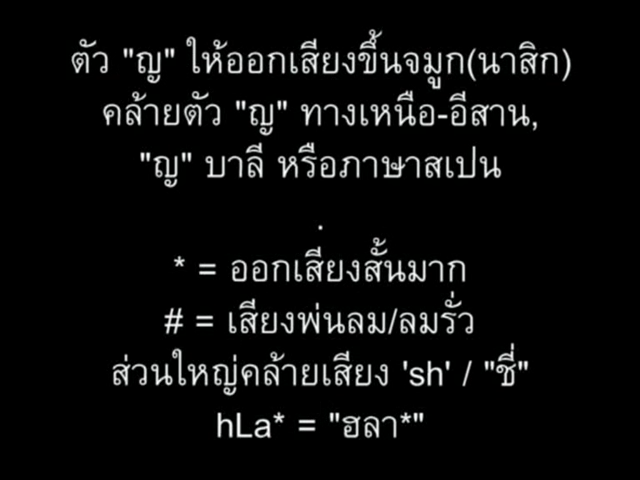 ตัว "ญ" ให้ออกเสียงขึ้นจมูก(นาสิก)
คล้ายตัว "ญ" ทางเหนือ-อีสาน,
"ญ" บาลี หรือภาษาสเปน
.
* = ออกเสียงสั้นมาก
# = เสียงพ่นลม/ลมรั่ว
ส่วนใหญ่คล้ายเสียง 'sh' / "ชี่"
hLa* = "ฮลา*"